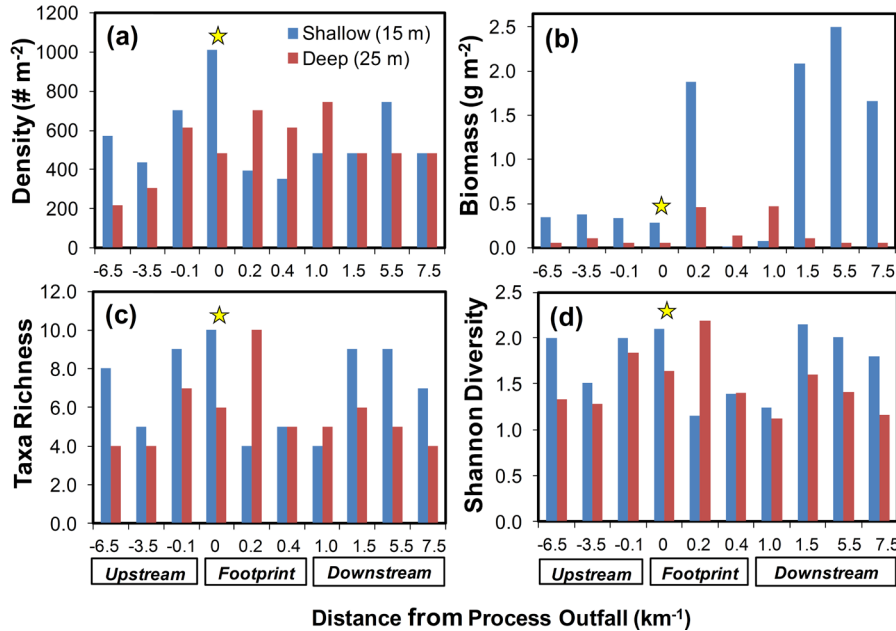 (a)
Shallow (15 m)
Deep (25 m)
Density (# m-2)
1200
1000
800
600
400
200
0
-6.5 -3.5 -0.1 0 0.2 0.4 1.0 1.5 5.5 7.5
(b)
Biomass (g m-2)
2.5
2.0
1.5
1.0
0.5
0.0
-6.5 -3.5 -0.1 0 0.2 0.4 1.0 1.5 5.5 7.5
(c)
Taxa Richness
12.0
10.0
8.0
6.0
4.0
2.0
0.0
-6.5 -3.5 -0.1 0 0.2 0.4 1.0 1.5 5.5 7.5
Upstream Footprint Downstream
(d)
Shannon Diversity
2.5
2.0
1.5
1.0
0.5
0.0
-6.5 -3.5 -0.1 0 0.2 0.4 1.0 1.5 5.5 7.5
Upstream Footprint Downstream
Distance from Process Outfall (km-1)